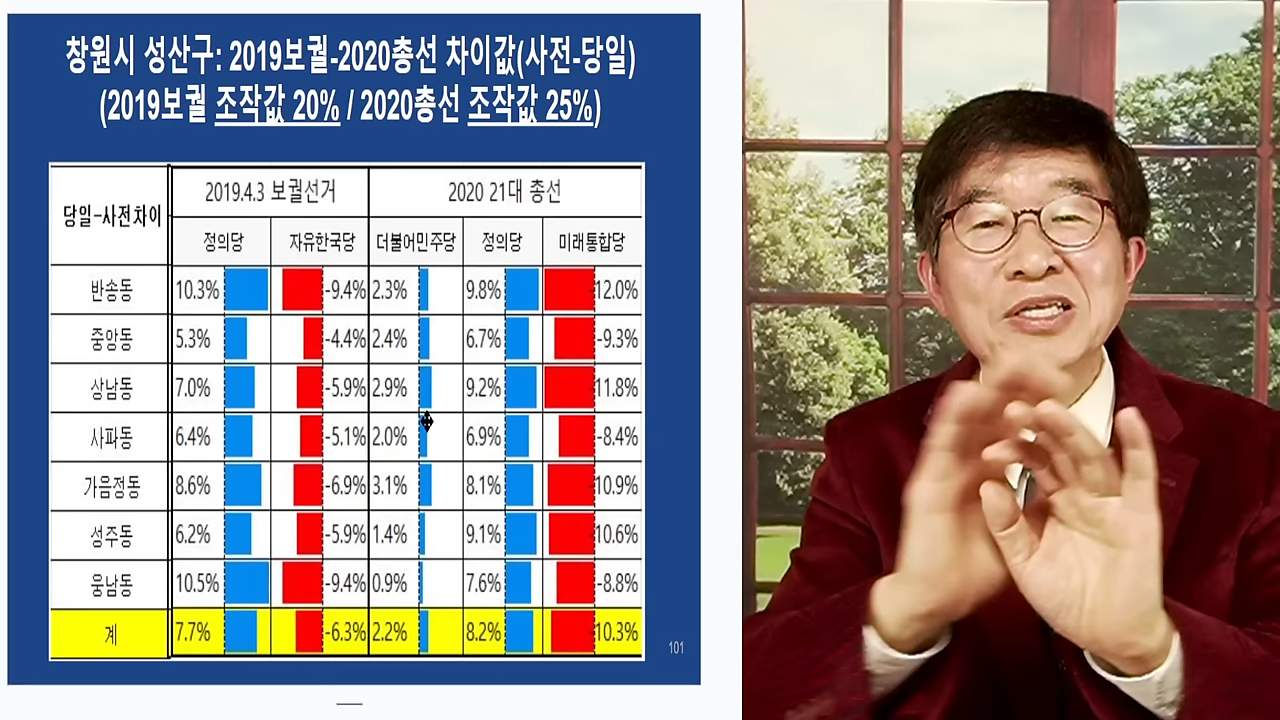 창원시 성산구: 2019보궐-2020총선 차이값(사전-당일)
(2019보궐 조작값 20% / 2020총선 조작값 25%)
당일-사전차이 2019.4.3 보궐선거 2020 21대 총선
정의당 자유한국당 더불어민주당 정의당 미래통합당
반송동 10.3% -9.4% 2.3% 9.8% 12.0%
중앙동 5.3% -4.4% 2.4% 6.7% -9.3%
상남동 7.0% -5.9% 2.9% 9.2% 11.8%
사파동 6.4% -5.1% 2.0% 6.9% -8.4%
가음정동 8.6% -6.9% 3.1% 8.1% 10.9%
성주동 6.2% -5.9% 1.4% 9.1% 10.6%
웅남동 10.5% -9.4% 0.9% 7.6% -8.8%
계 7.7% -6.3% 2.2% 8.2% 10.3%
101